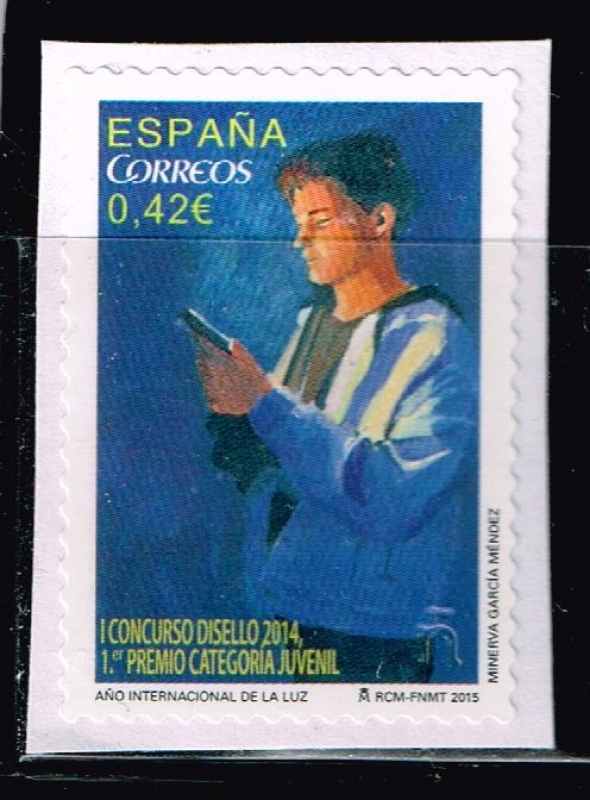 ESPAÑA
CORREOS
0,42€
I CONCURSO DISELLO 2014,
1.er PREMIO CATEGORÍA JUVENIL
MINERVA GARCÍA MÉNDEZ
AÑO INTERNACIONAL DE LA LUZ RCM-FNMT 2015